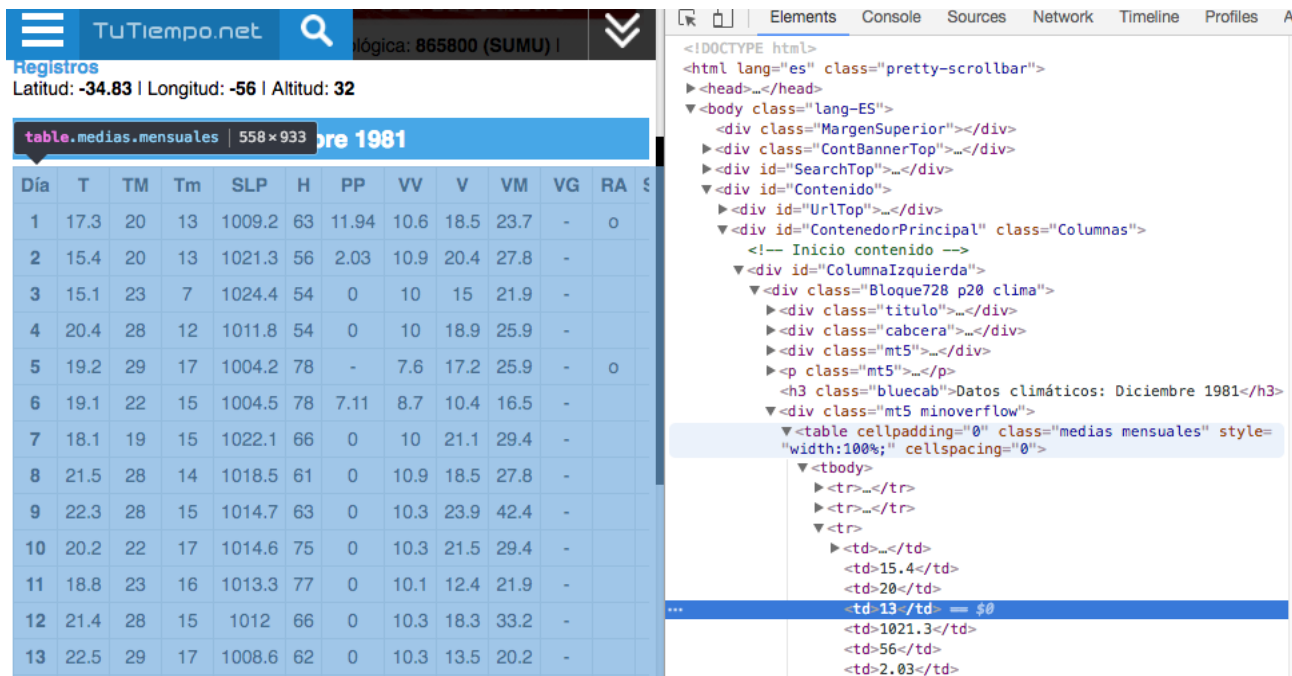 TuTiempo.net
ológica: 865800 (SUMU) |
Registros
Latitud: -34.83 | Longitud: -56 | Altitud: 32
table.medias.mensuales | 558×933
bre 1981
Día T TM Tm SLP H PP VV V VM VG RA S
1 17.3 20 13 1009.2 63 11.94 10.6 18.5 23.7 - o
2 15.4 20 13 1021.3 56 2.03 10.9 20.4 27.8 -
3 15.1 23 7 1024.4 54 0 10 15 21.9 -
4 20.4 28 12 1011.8 54 0 10 18.9 25.9 -
5 19.2 29 17 1004.2 78 - 7.6 17.2 25.9 - o
6 19.1 22 15 1004.5 78 7.11 8.7 10.4 16.5 -
7 18.1 19 15 1022.1 66 0 10 21.1 29.4 -
8 21.5 28 14 1018.5 61 0 10.9 18.5 27.8 -
9 22.3 28 15 1014.7 63 0 10.3 23.9 42.4 -
10 20.2 22 17 1014.6 75 0 10.3 21.5 29.4 -
11 18.8 23 16 1013.3 77 0 10.1 12.4 21.9 -
12 21.4 28 15 1012 66 0 10.3 18.3 33.2 -
13 22.5 29 17 1008.6 62 0 10.3 13.5 20.2 -
Elements Console Sources Network Timeline Profiles A
<!DOCTYPE html>
<html lang="es" class="pretty-scrollbar">
▶<head>…</head>
▼<body class="lang-ES">
<div class="MargenSuperior"></div>
▶<div class="ContBannerTop">…</div>
▶<div id="SearchTop">…</div>
▼<div id="Contenido">
▶<div id="UrlTop">…</div>
▼<div id="ContenedorPrincipal" class="Columnas">
<!-- Inicio contenido -->
▼<div id="ColumnaIzquierda">
▼<div class="Bloque728 p20 clima">
▶<div class="titulo">…</div>
▶<div class="cabcera">…</div>
▶<div class="mt5">…</div>
▶<p class="mt5">…</p>
<h3 class="bluecab">Datos climáticos: Diciembre 1981</h3>
▼<div class="mt5 minoverflow">
▼<table cellpadding="0" class="medias mensuales" style=
"width:100%;" cellspacing="0">
▼<tbody>
▶<tr>…</tr>
▶<tr>…</tr>
▼<tr>
▶<td>…</td>
<td>15.4</td>
<td>20</td>
… <td>13</td> == $0
<td>1021.3</td>
<td>56</td>
<td>2.03</td>